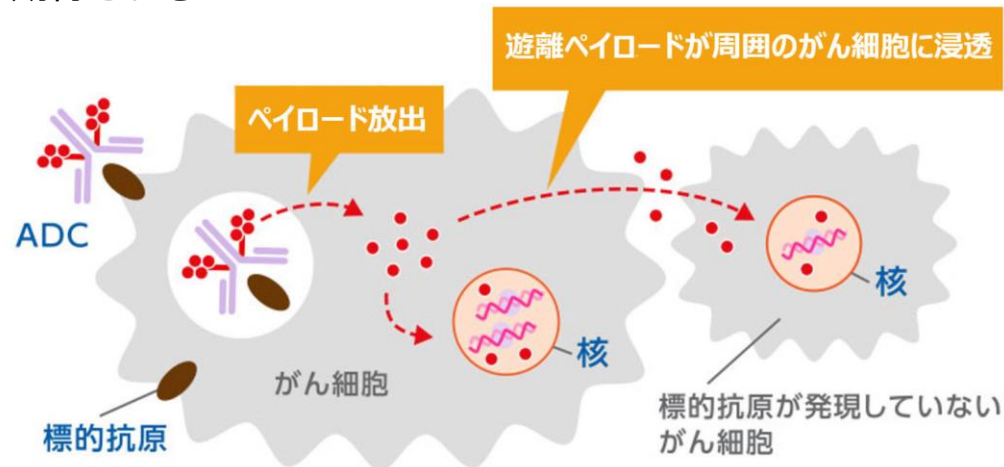 遊離ペイロードが周囲のがん細胞に浸透
ペイロード放出
ADC
核
核
がん細胞
標的抗原
標的抗原が発現していない
がん細胞